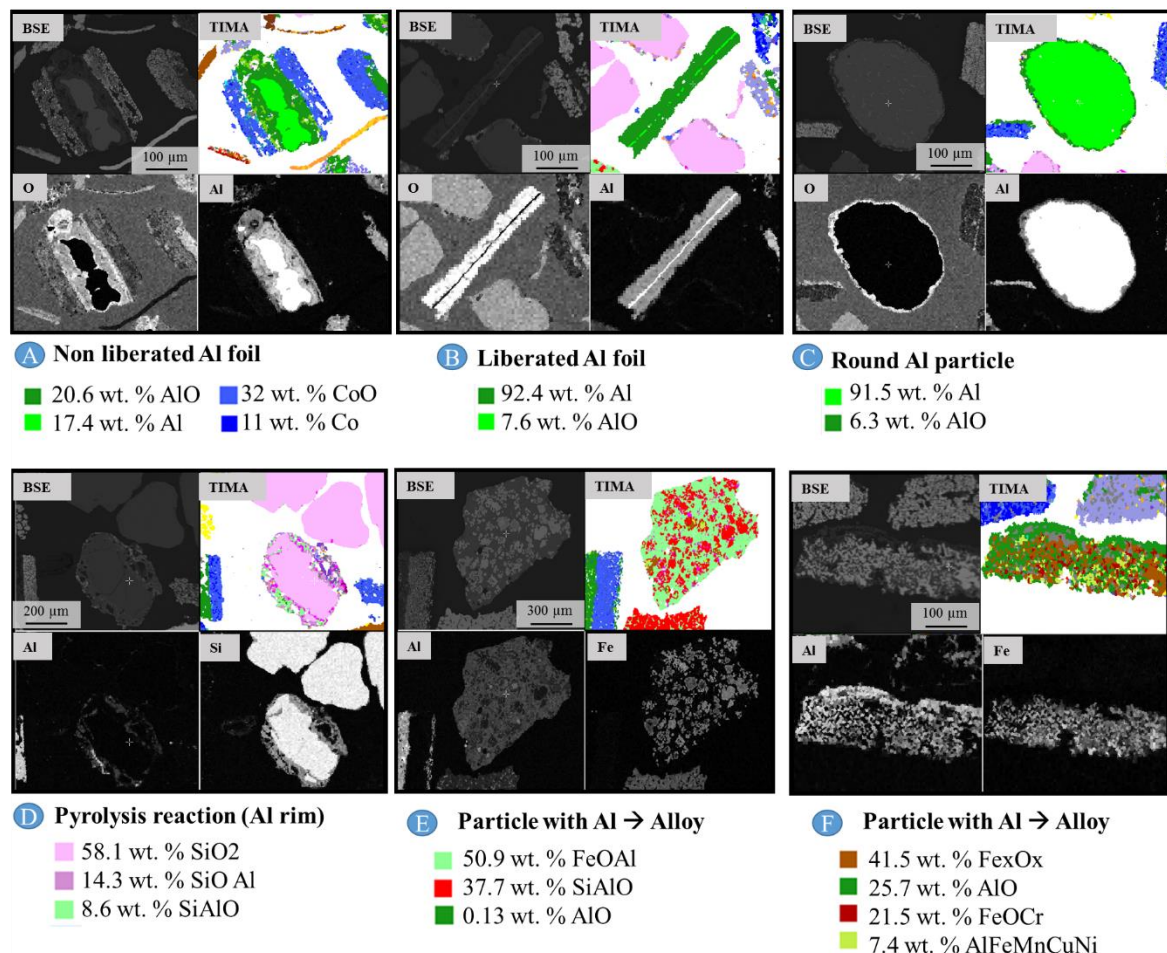 BSE
TIMA
100 µm
O
Al
A Non liberated Al foil
20.6 wt. % AlO
32 wt. % CoO
17.4 wt. % Al
11 wt. % Co
BSE
TIMA
100 µm
O
Al
B Liberated Al foil
92.4 wt. % Al
7.6 wt. % AlO
BSE
TIMA
100 µm
O
Al
C Round Al particle
91.5 wt. % Al
6.3 wt. % AlO
BSE
TIMA
200 µm
Al
Si
D Pyrolysis reaction (Al rim)
58.1 wt. % SiO2
14.3 wt. % SiO Al
8.6 wt. % SiAlO
BSE
TIMA
300 µm
Al
Fe
E Particle with Al → Alloy
50.9 wt. % FeOAl
37.7 wt. % SiAlO
0.13 wt. % AlO
BSE
TIMA
100 µm
Al
Fe
F Particle with Al → Alloy
41.5 wt. % FexOx
25.7 wt. % AlO
21.5 wt. % FeOCr
7.4 wt. % AlFeMnCuNi